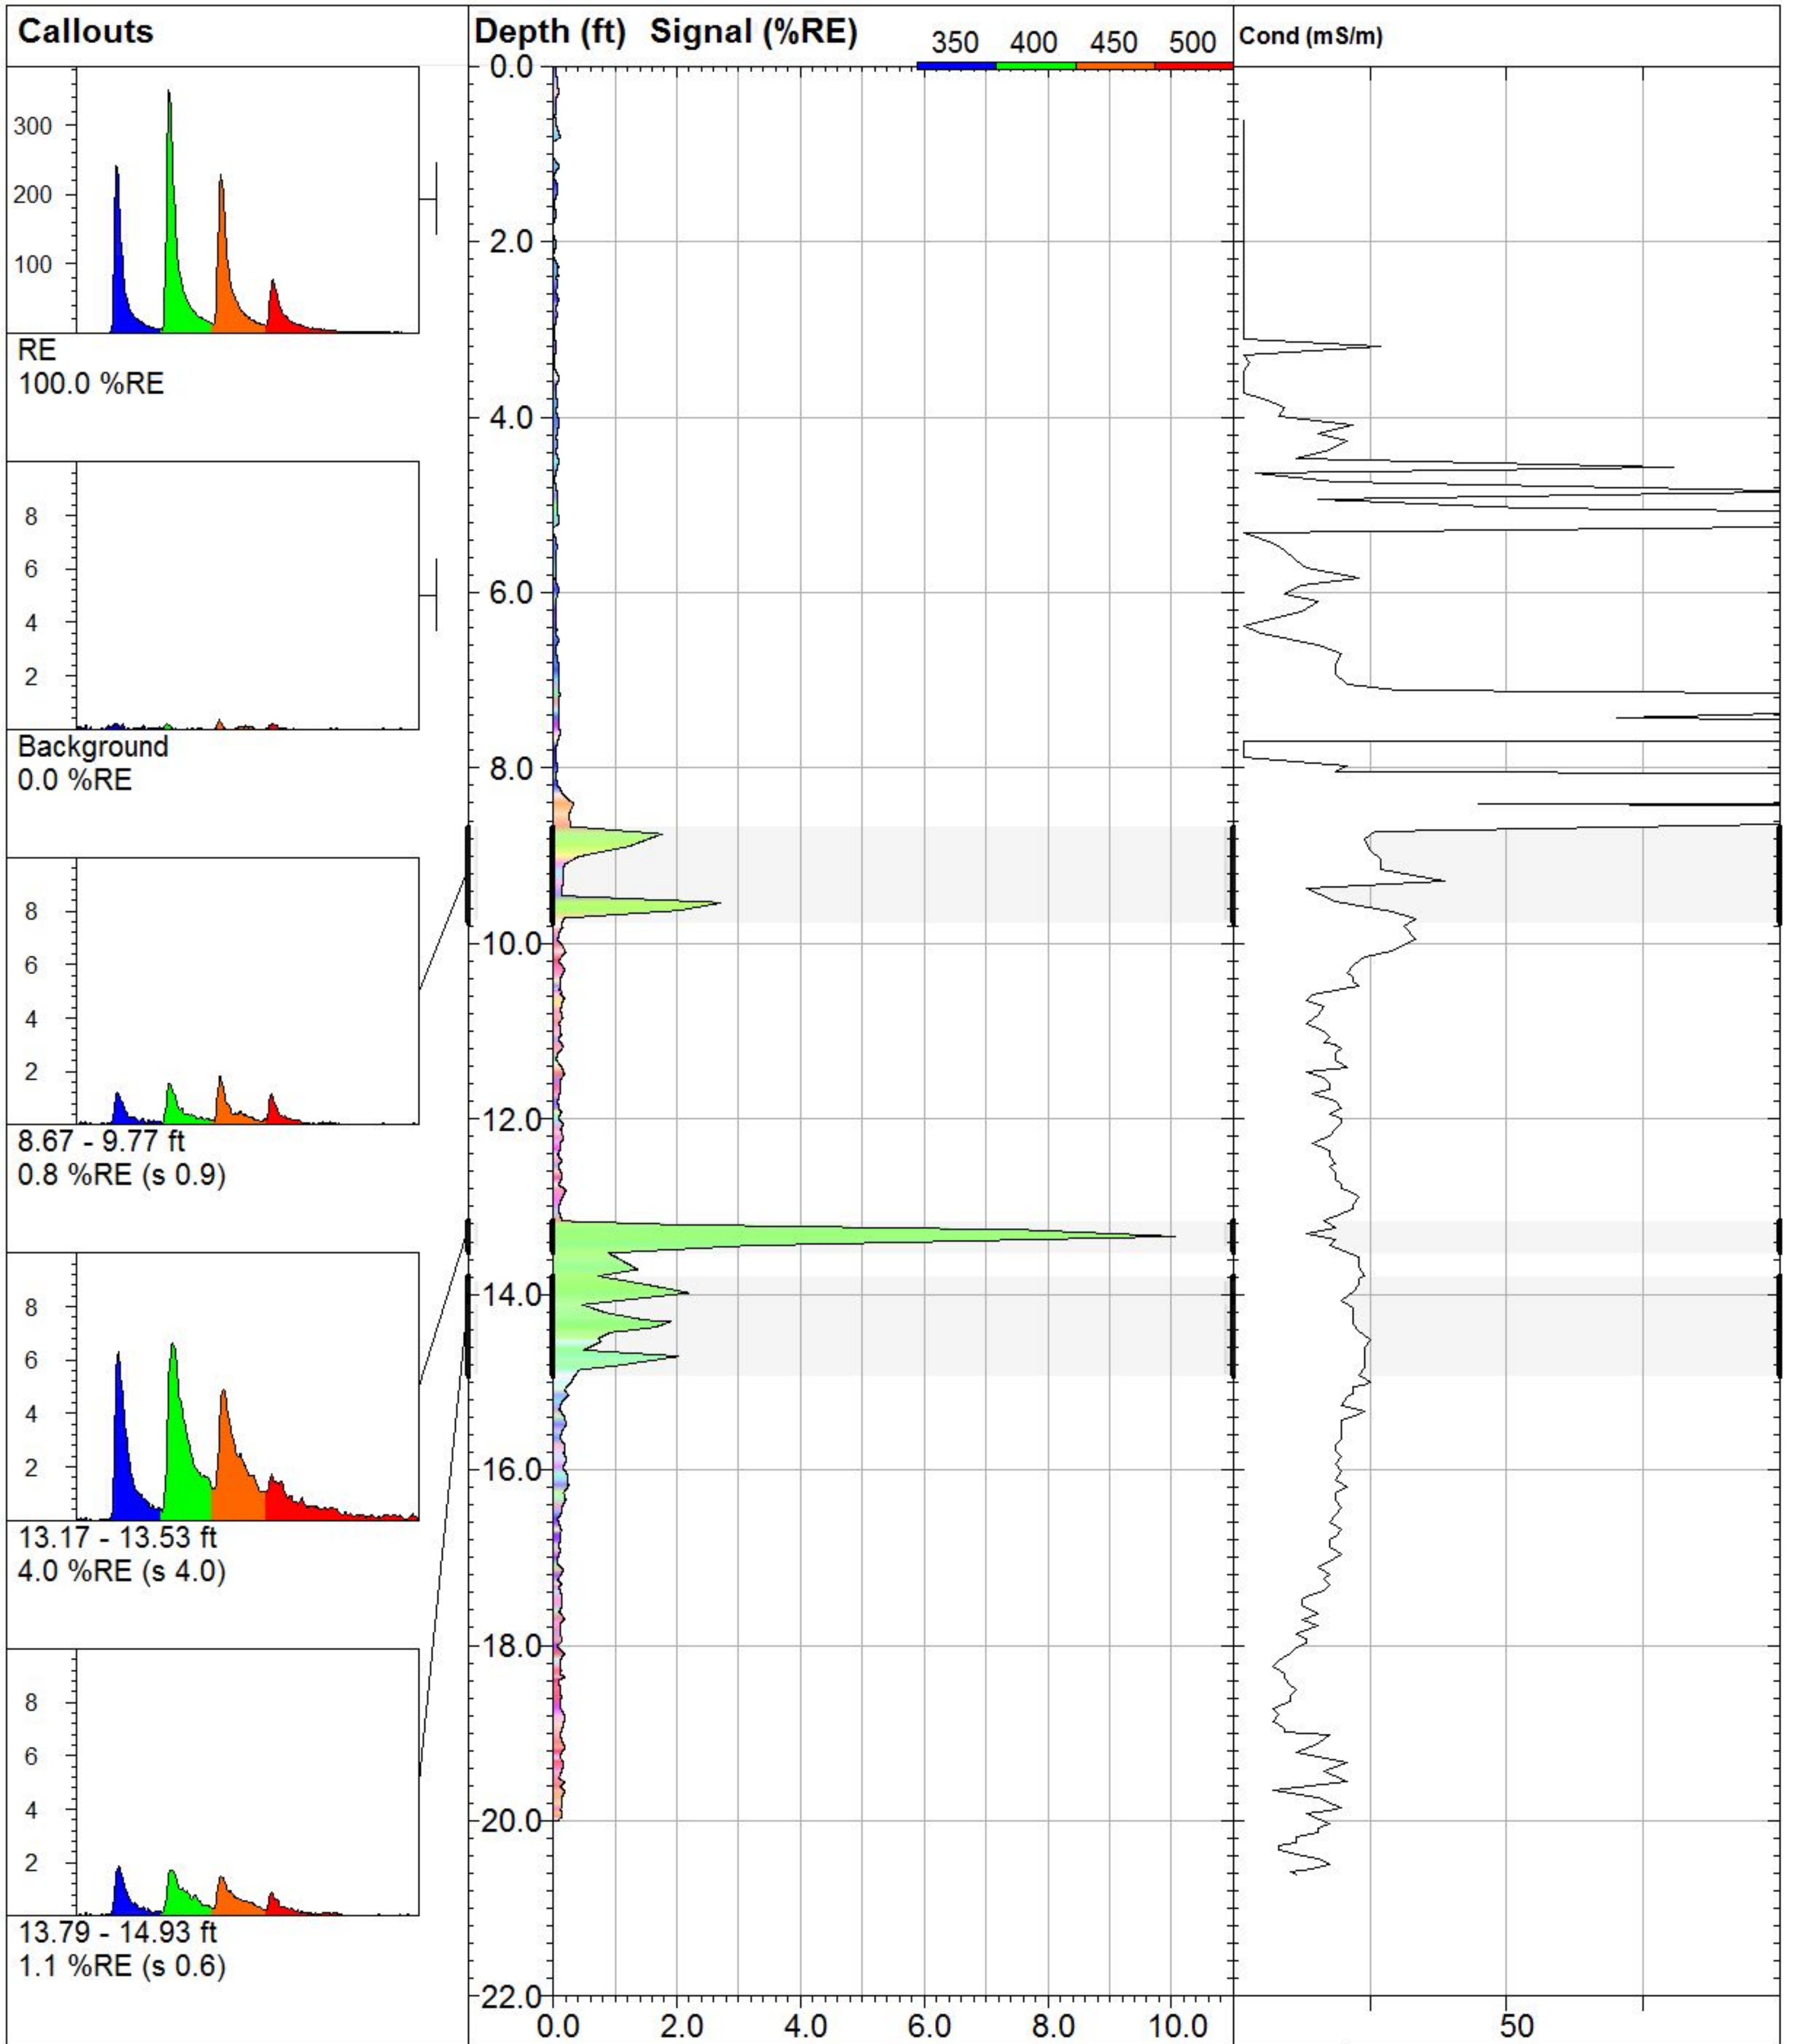 Callouts
Depth (ft) Signal (%RE)
350 400 450 500
Cond (mS/m)
300
200
100
RE
100.0 %RE
8
6
4
2
Background
0.0 %RE
8
6
4
2
8.67 - 9.77 ft
0.8 %RE (s 0.9)
8
6
4
2
13.17 - 13.53 ft
4.0 %RE (s 4.0)
8
6
4
2
13.79 - 14.93 ft
1.1 %RE (s 0.6)
0.0
2.0
4.0
6.0
8.0
10.0
12.0
14.0
16.0
18.0
20.0
22.0
0.0 2.0 4.0 6.0 8.0 10.0
50